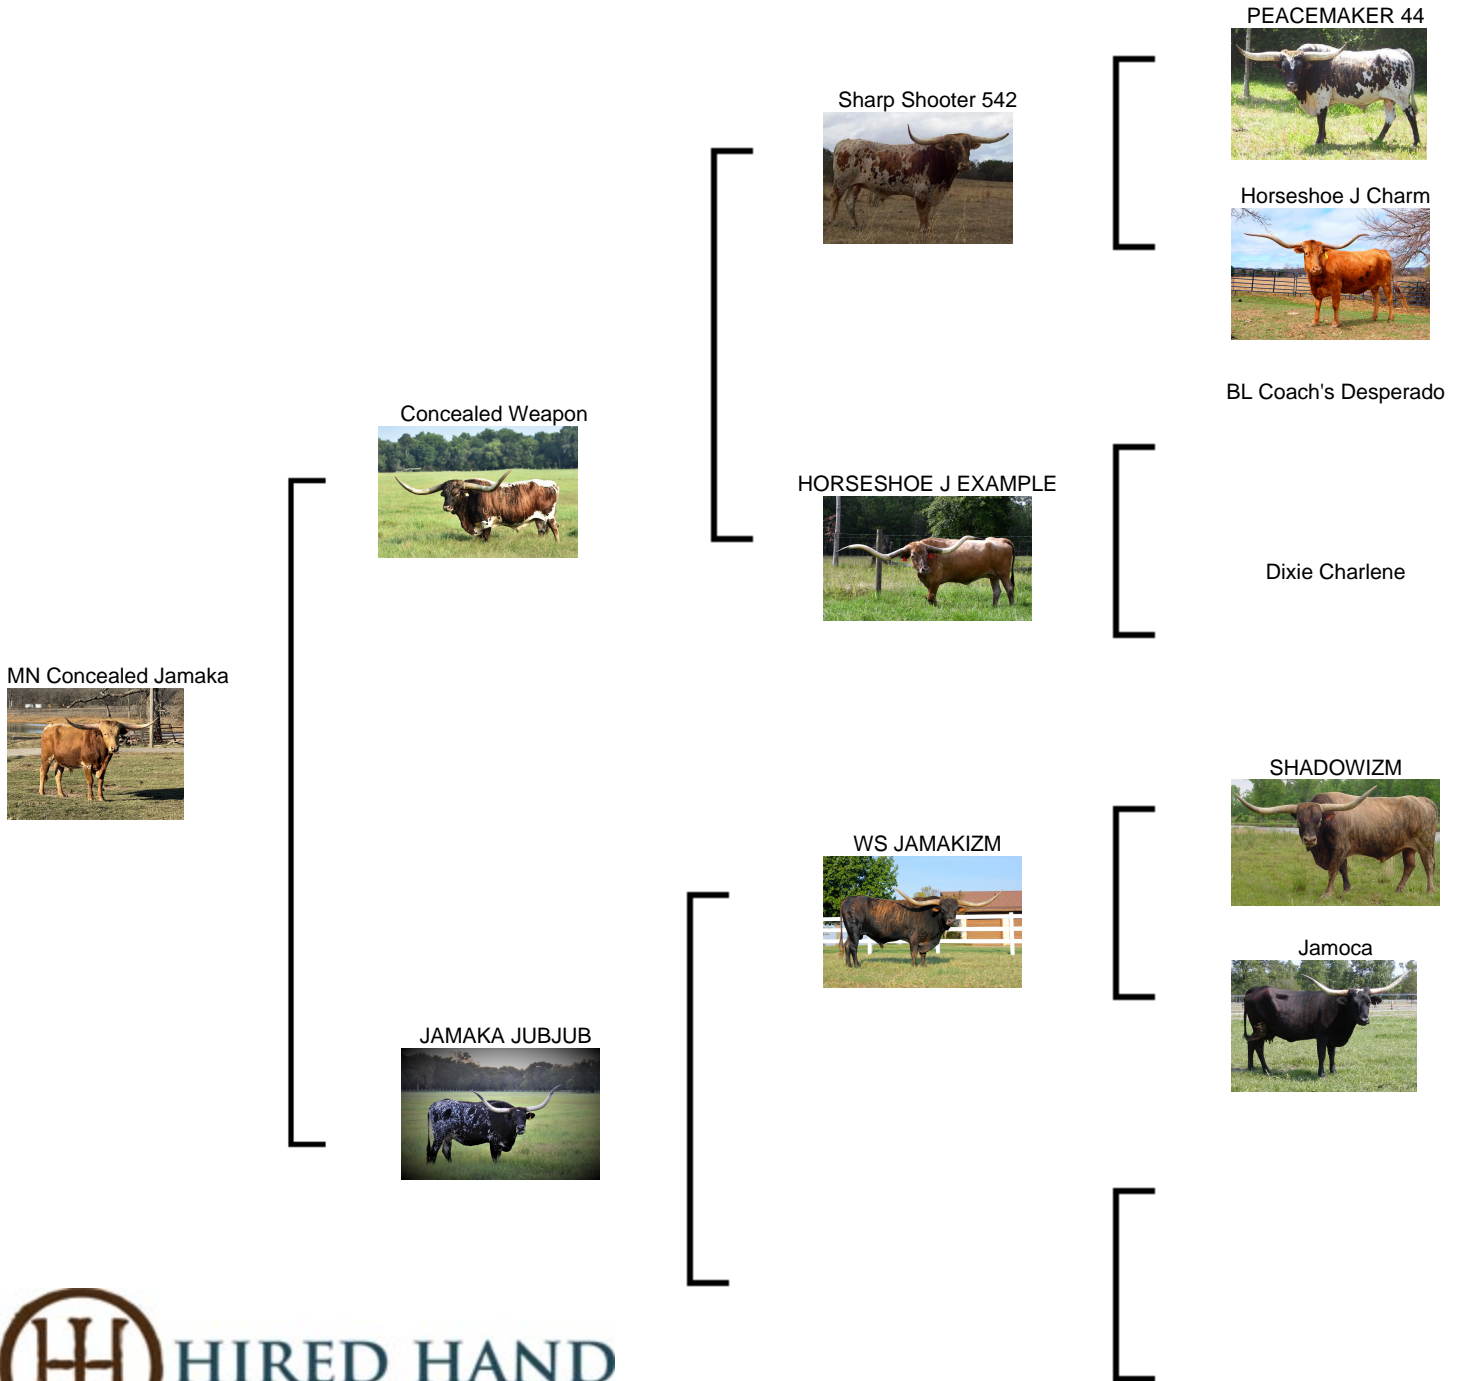 PEACEMAKER 44
Sharp Shooter 542
Horseshoe J Charm
BL Coach's Desperado
Concealed Weapon
HORSESHOE J EXAMPLE
Dixie Charlene
MN Concealed Jamaka
SHADOWIZM
WS JAMAKIZM
Jamoca
JAMAKA JUBJUB
HIRED HAND